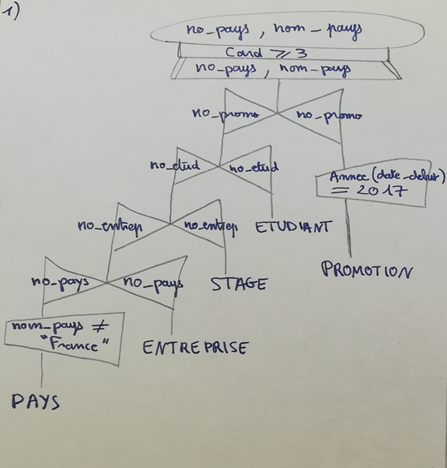 1)
no_pays, nom_pays
Card ⩾ 3
no_pays, nom_pays
no_promo no_promo
no_etud no_etud
Annee (date_debut)
= 2017
no_entrep no_entrep
ETUDIANT
PROMOTION
no_pays no_pays
STAGE
nom_pays ≠
"France"
ENTREPRISE
PAYS